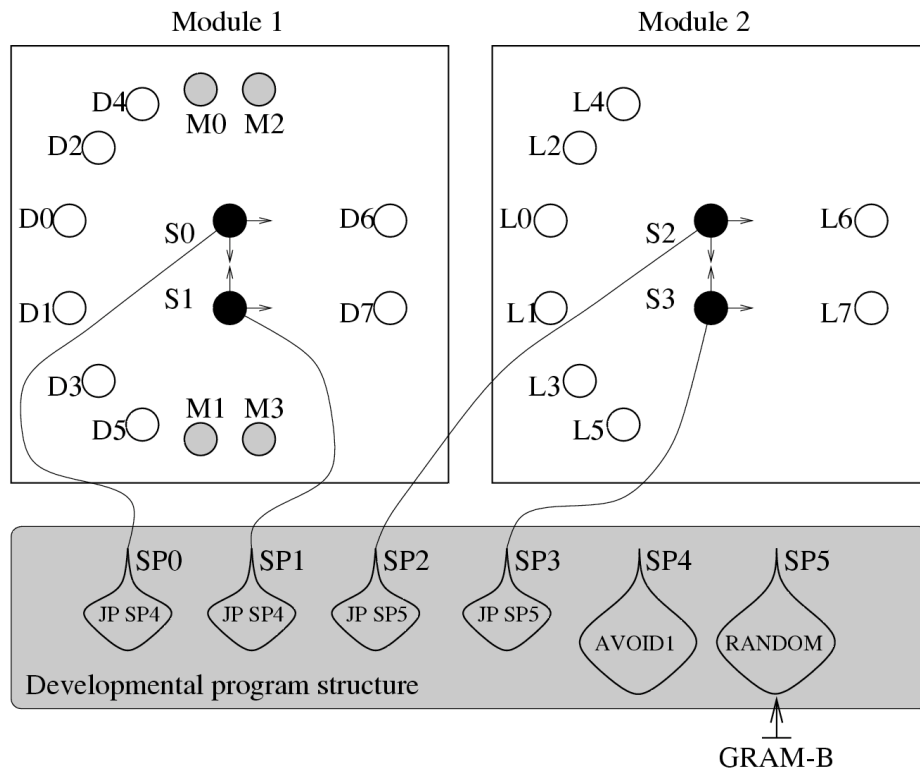 Module 1
Module 2
D4
M0
M2
D2
D0
S0
D6
D1
S1
D7
D3
M1
M3
D5
L4
L2
L0
S2
L6
L1
S3
L7
L3
L5
SP0
SP1
SP2
SP3
SP4
SP5
JP SP4
JP SP4
JP SP5
JP SP5
AVOID1
RANDOM
Developmental program structure
GRAM-B